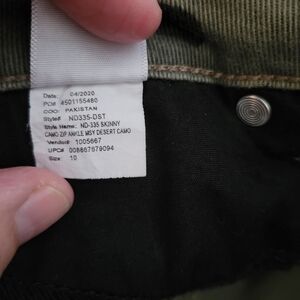 Date: 04/2020
PO# 4501155480
COO: PAKISTAN
Style# ND335-DST
Style Name: ND-335 SKINNY
CAMO ZIP ANKLE MSY DESERT CAMO
Vendor# 1005667
UPC# 008867679094
Size 10